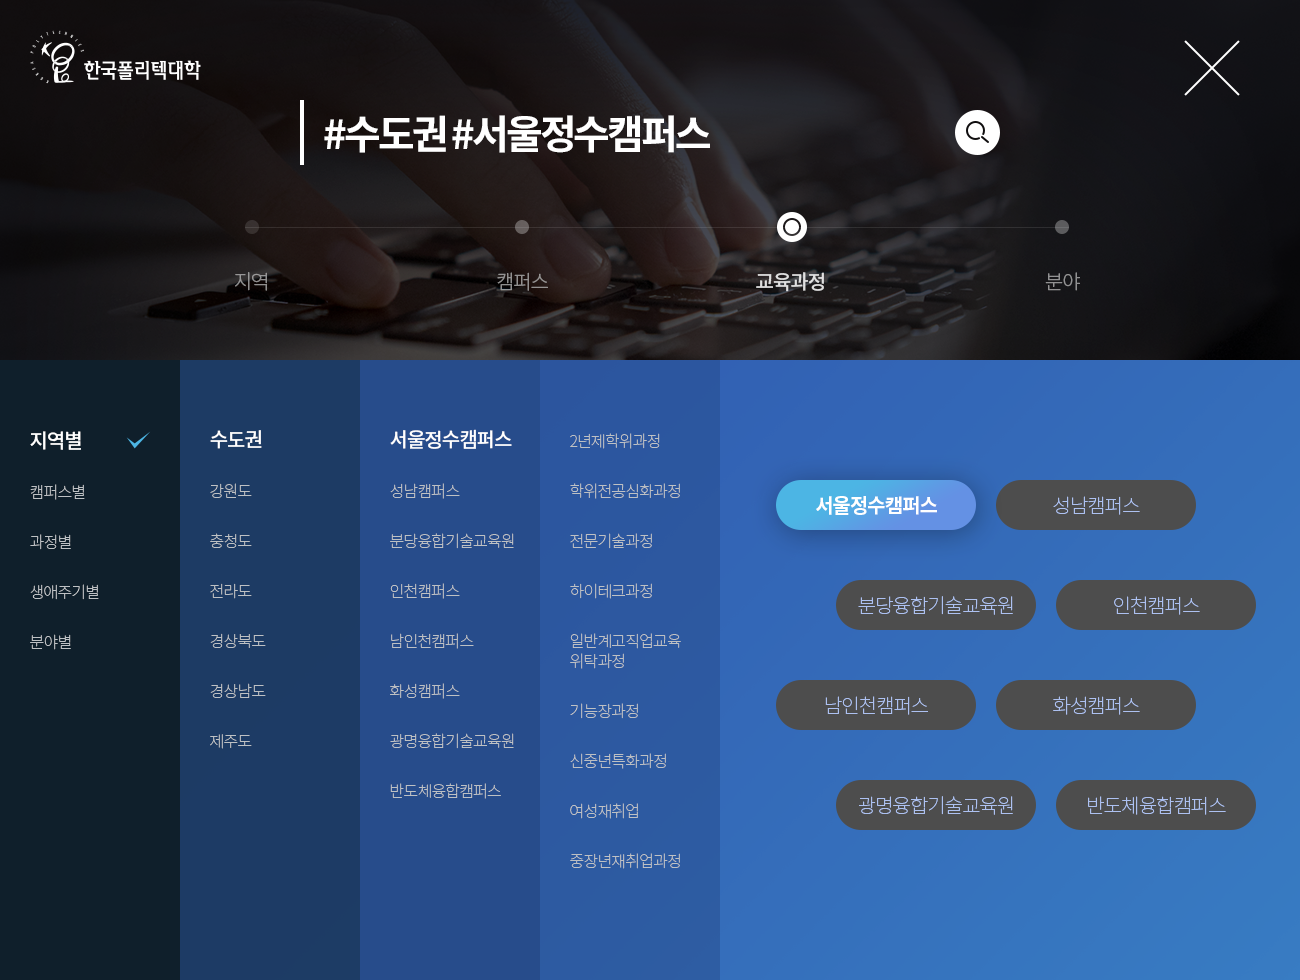 한국폴리텍대학
#수도권 #서울정수캠퍼스
지역
캠퍼스
교육과정
분야
지역별
캠퍼스별
과정별
생애주기별
분야별
수도권
강원도
충청도
전라도
경상북도
경상남도
제주도
서울정수캠퍼스
성남캠퍼스
분당융합기술교육원
인천캠퍼스
남인천캠퍼스
화성캠퍼스
광명융합기술교육원
반도체융합캠퍼스
2년제학위과정
학위전공심화과정
전문기술과정
하이테크과정
일반계고직업교육
위탁과정
기능장과정
신중년특화과정
여성재취업
중장년재취업과정
서울정수캠퍼스
성남캠퍼스
분당융합기술교육원
인천캠퍼스
남인천캠퍼스
화성캠퍼스
광명융합기술교육원
반도체융합캠퍼스